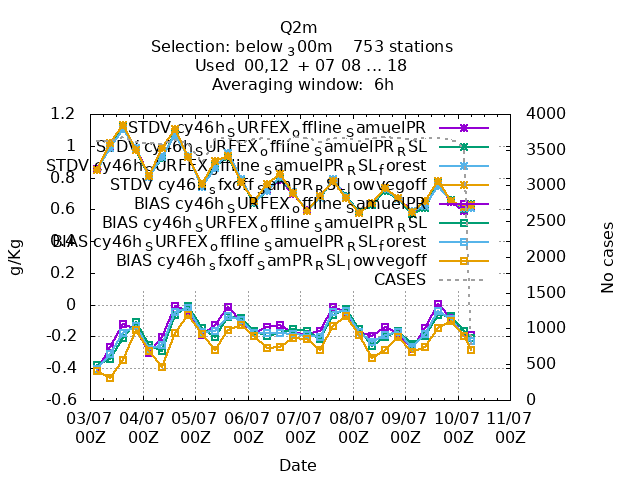 Q2m
Selection: below 300m 753 stations
Used 00,12 + 07 08 ... 18
Averaging window: 6h
STDV cy46h_SURFEX_offline_SamuelPR
STDV cy46h_SURFEX_offline_SamuelPR_RSL
STDV cy46h_SURFEX_offline_SamuelPR_RSL_forest
STDV cy46h_sfxoff_SamPR_RSL_lowvegoff
BIAS cy46h_SURFEX_offline_SamuelPR
BIAS cy46h_SURFEX_offline_SamuelPR_RSL
BIAS cy46h_SURFEX_offline_SamuelPR_RSL_forest
BIAS cy46h_sfxoff_SamPR_RSL_lowvegoff
CASES
1.2
1
0.8
0.6
0.4
0.2
0
-0.2
-0.4
-0.6
g/Kg
4000
3500
3000
2500
2000
1500
1000
500
0
No cases
03/07 04/07 05/07 06/07 07/07 08/07 09/07 10/07 11/07
00Z 00Z 00Z 00Z 00Z 00Z 00Z 00Z 00Z
Date